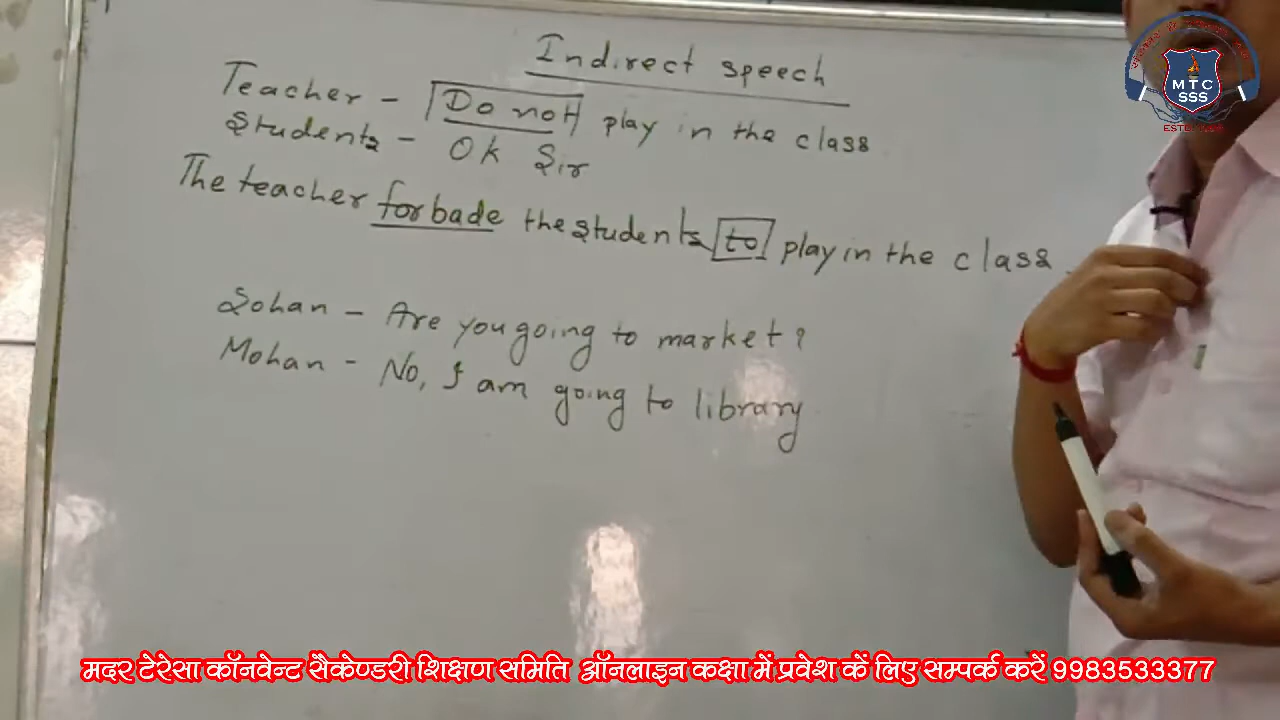 Indirect speech
Teacher - Do not play in the class
Students - Ok Sir
The teacher forbade the students to play in the class.
Sohan - Are you going to market?
Mohan - No, I am going to library
MTC
SSS
मदर टेरेसा कॉनवेन्ट सैकेण्डरी शिक्षण समिति ऑनलाइन कक्षा में प्रवेश कें लिए सम्पर्क करें 9983533377